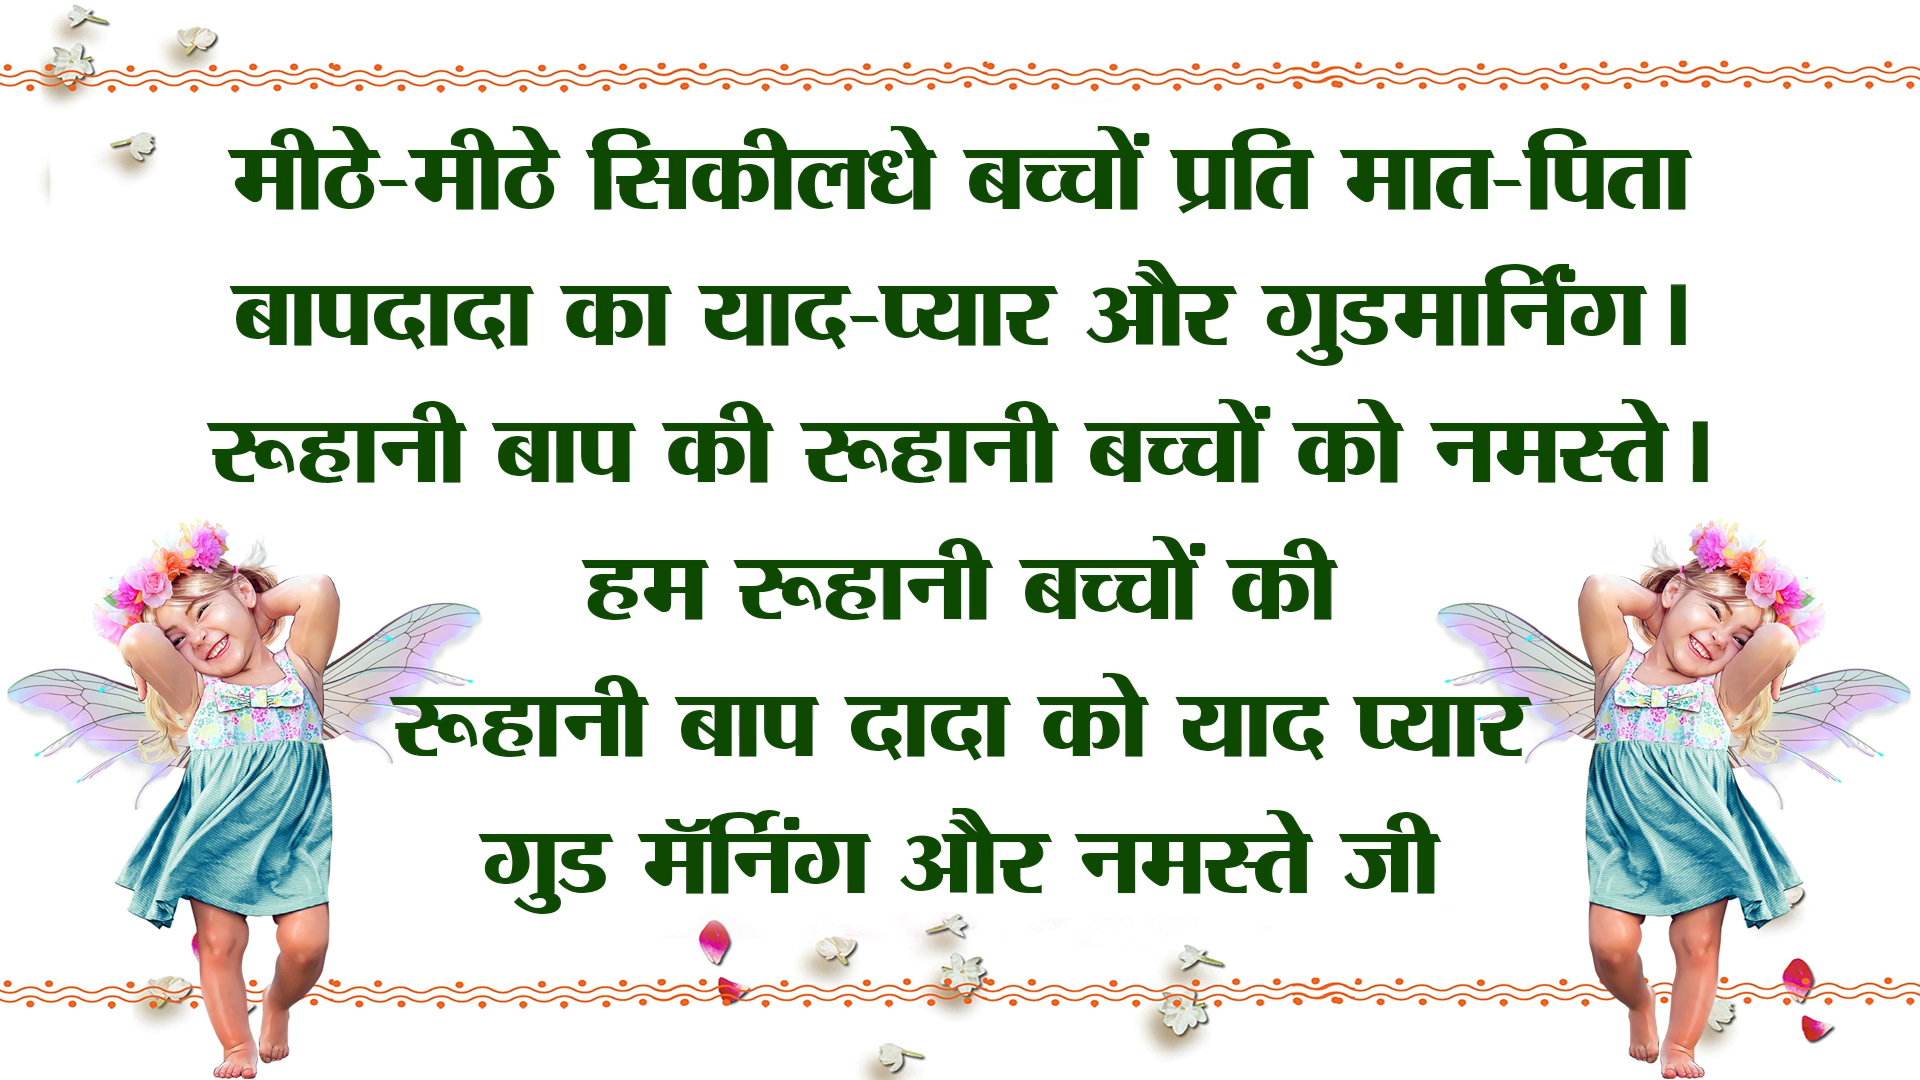 मीठे-मीठे सिकीलधे बच्चों प्रति मात-पिता
बापदादा का याद-प्यार और गुडमार्निंग।
रूहानी बाप की रूहानी बच्चों को नमस्ते।
हम रूहानी बच्चों की
रूहानी बाप दादा को याद प्यार
गुड मॅर्निंग और नमस्ते जी